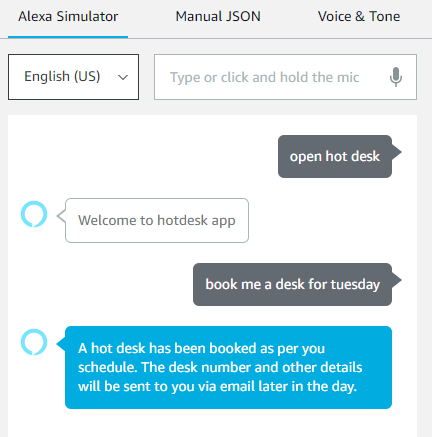 Alexa Simulator Manual JSON Voice & Tone
English (US) Type or click and hold the mic
open hot desk
Welcome to hotdesk app
book me a desk for tuesday
A hot desk has been booked as per you
schedule. The desk number and other details
will be sent to you via email later in the day.